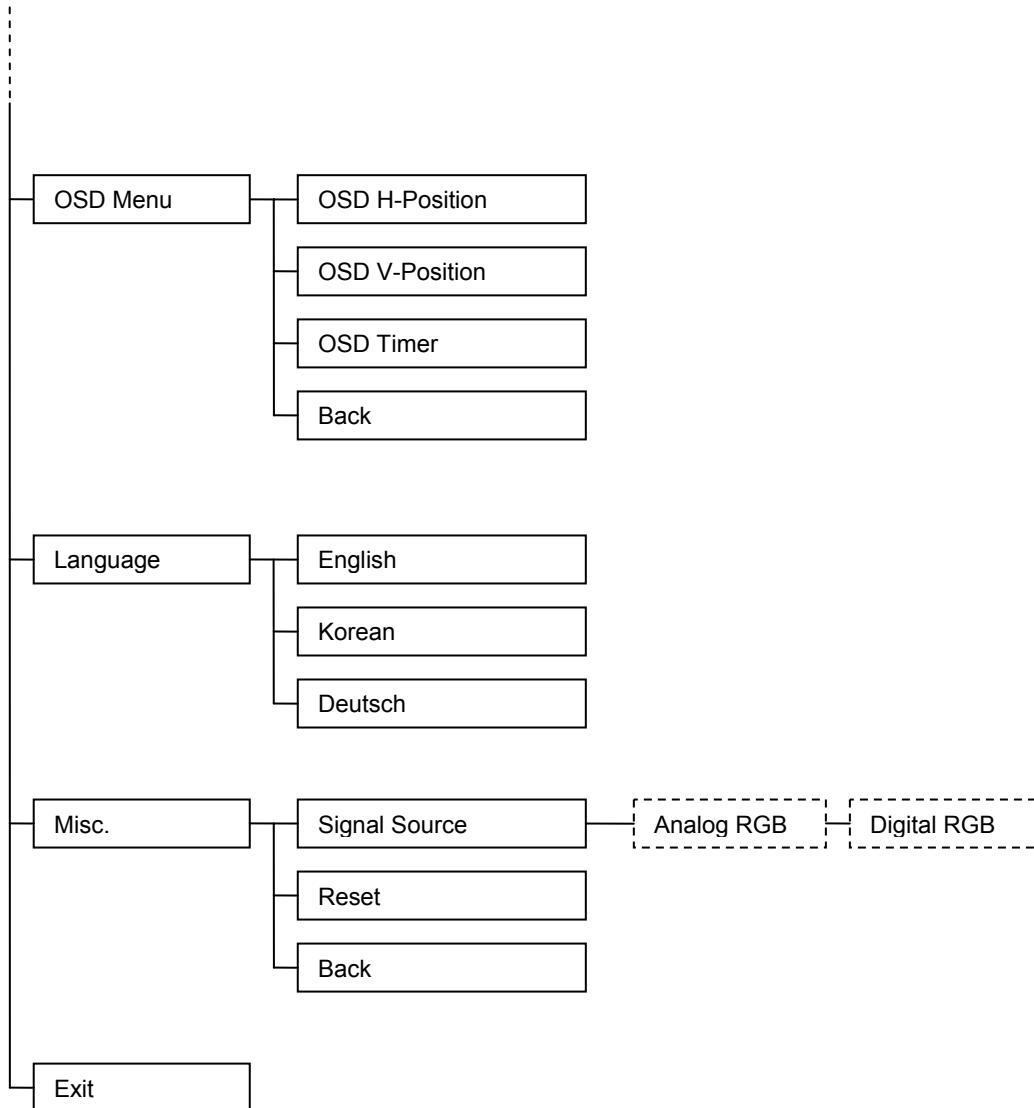 OSD Menu
OSD H-Position
OSD V-Position
OSD Timer
Back
Language
English
Korean
Deutsch
Misc.
Signal Source
Analog RGB
Digital RGB
Reset
Back
Exit